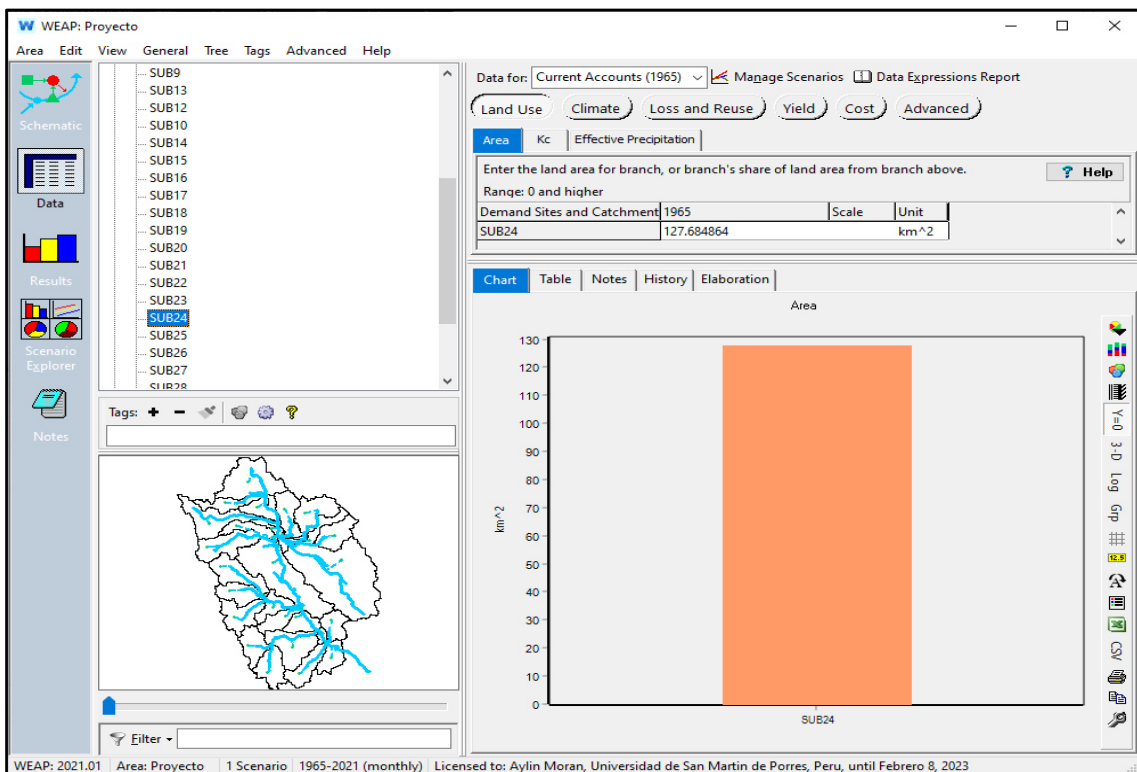 WEAP: Proyecto
Area Edit View General Tree Tags Advanced Help
Schematic
Data
Results
Scenario
Explorer
Notes
SUB9
SUB13
SUB12
SUB10
SUB14
SUB15
SUB16
SUB17
SUB18
SUB19
SUB20
SUB21
SUB22
SUB23
SUB24
SUB25
SUB26
SUB27
SUB28
Tags:
Filter
Data for: Current Accounts (1965) Manage Scenarios Data Expressions Report
Land Use Climate Loss and Reuse Yield Cost Advanced
Area Kc Effective Precipitation
Enter the land area for branch, or branch's share of land area from branch above.
? Help
Range: 0 and higher
Demand Sites and Catchment 1965 Scale Unit
SUB24 127.684864 km^2
Chart Table Notes History Elaboration
Area
130
120
110
100
90
80
70
60
50
40
30
20
10
0
km^2
SUB24
Y=0
3-D
Log
Grp
12.5
CSV
WEAP: 2021.01 Area: Proyecto 1 Scenario 1965-2021 (monthly) Licensed to: Aylin Moran, Universidad de San Martin de Porres, Peru, until Febrero 8, 2023